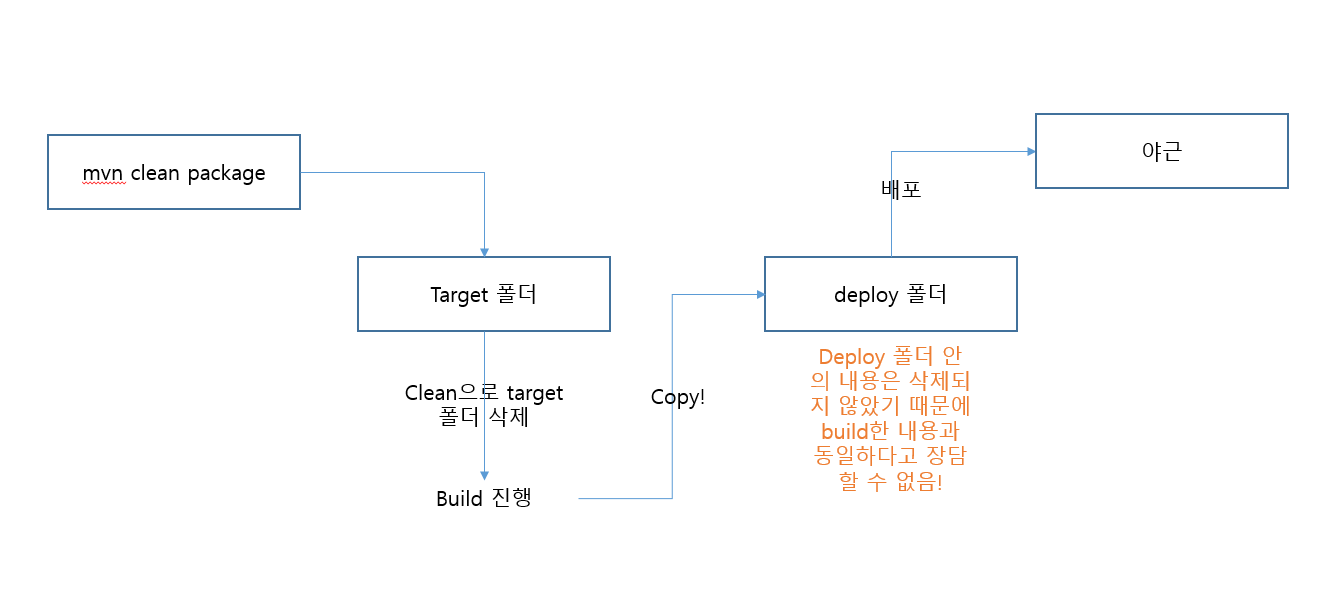 mvn clean package
Target 폴더
Clean으로 target
폴더 삭제
Build 진행
Copy!
deploy 폴더
Deploy 폴더 안
의 내용은 삭제되
지 않았기 때문에
build한 내용과
동일하다고 장담
할 수 없음!
배포
야근